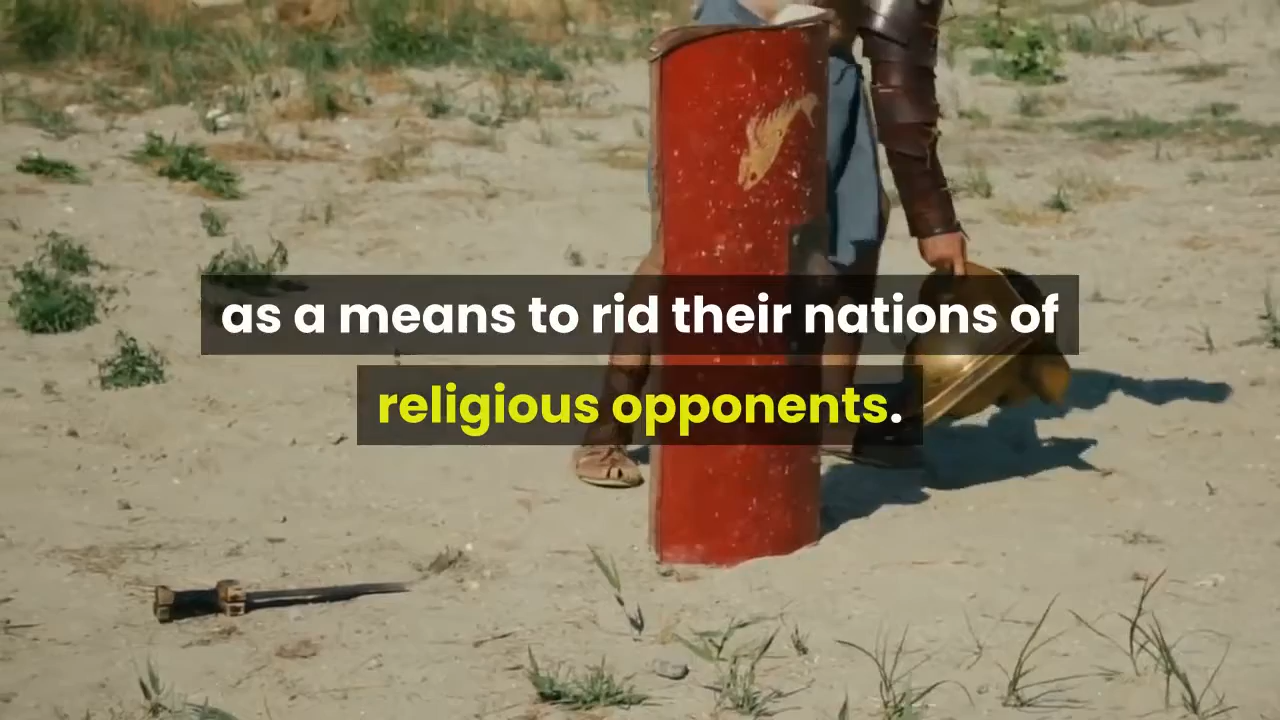 as a means to rid their nations of
religious opponents.